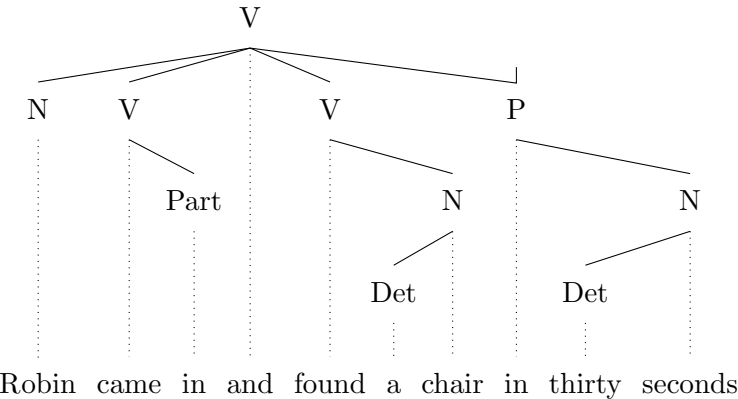 V
N V V P
Part N N
Det Det
Robin came in and found a chair in thirty seconds